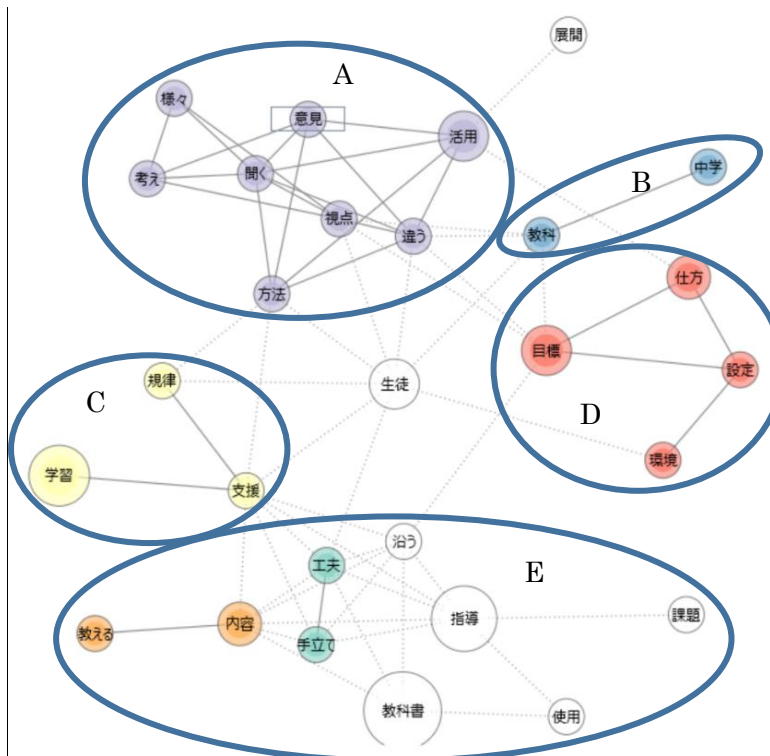 展開
A
様々
意見
活用
中学
B
考え
聞く
視点
違う
教科
方法
仕方
目標
設定
規律
生徒
C
D
学習
支援
環境
沿う
工夫
E
教える
内容
指導
課題
手立て
教科書
使用